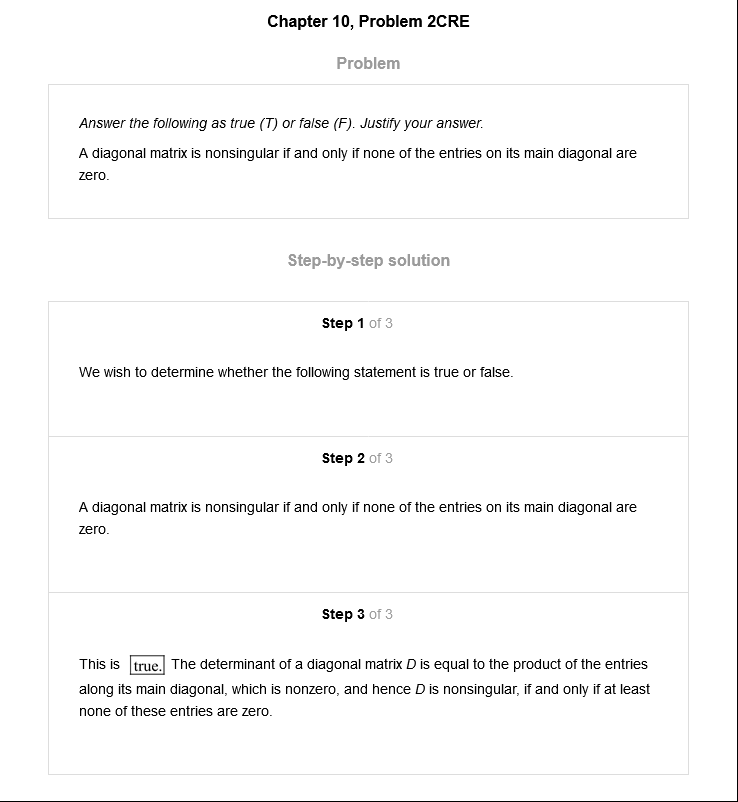 Chapter 10, Problem 2CRE
Problem
Answer the following as true (T) or false (F). Justify your answer.
A diagonal matrix is nonsingular if and only if none of the entries on its main diagonal are
zero.
Step-by-step solution
Step 1 of 3
We wish to determine whether the following statement is true or false.
Step 2 of 3
A diagonal matrix is nonsingular if and only if none of the entries on its main diagonal are
zero.
Step 3 of 3
This is true. The determinant of a diagonal matrix D is equal to the product of the entries
along its main diagonal, which is nonzero, and hence D is nonsingular, if and only if at least
none of these entries are zero.